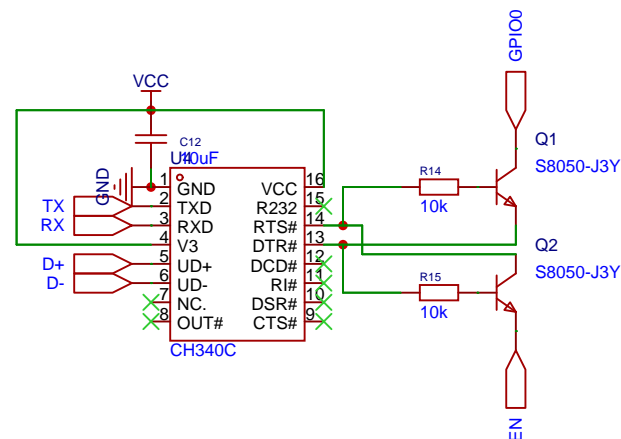 GPIO0
VCC
Q1
S8050-J3Y
C12
10uF
U4
GND
1 GND VCC 16
TX 2 TXD R232 15
RX 3 RXD RTS# 14
4 V3 DTR# 13
D+ 5 UD+ DCD# 12
D- 6 UD- RI# 11
7 NC. DSR# 10
8 OUT# CTS# 9
CH340C
R14
10k
Q2
S8050-J3Y
R15
10k
EN